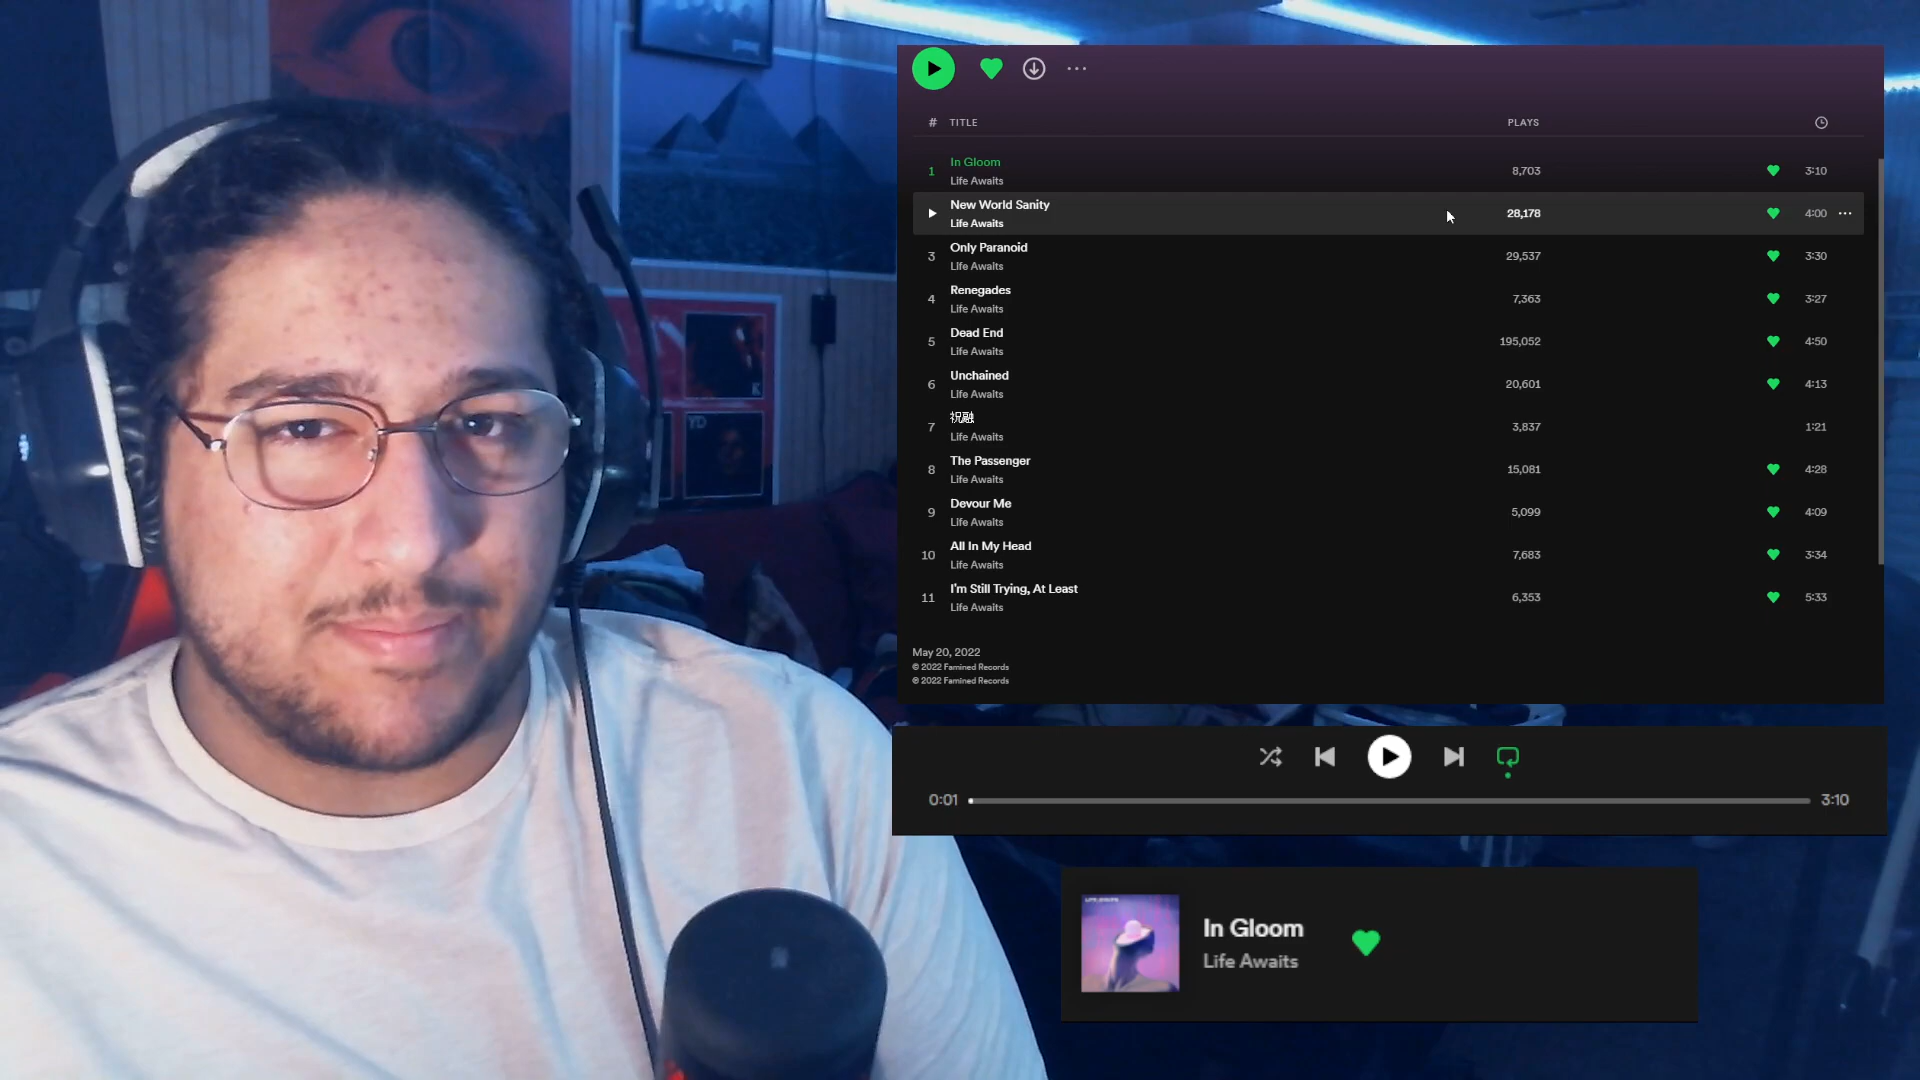 # TITLE PLAYS
1 In Gloom 8,703 3:10
Life Awaits
New World Sanity 28,178 4:00
Life Awaits
3 Only Paranoid 29,537 3:30
Life Awaits
4 Renegades 7,363 3:27
Life Awaits
5 Dead End 195,052 4:50
Life Awaits
6 Unchained 20,601 4:13
Life Awaits
7 祝融 3,837 1:21
Life Awaits
8 The Passenger 15,081 4:28
Life Awaits
9 Devour Me 5,099 4:09
Life Awaits
10 All In My Head 7,683 3:34
Life Awaits
11 I'm Still Trying, At Least 6,353 5:33
Life Awaits
May 20, 2022
© 2022 Famined Records
℗ 2022 Famined Records
0:01 3:10
In Gloom
Life Awaits
YD
K